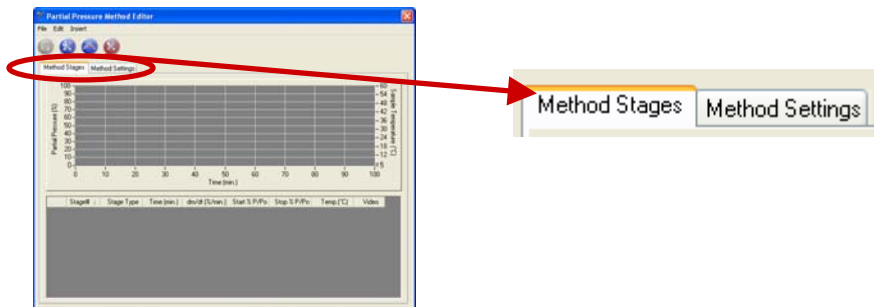 Partial Pressure Method Editor
File Edit Insert
Method Stages Method Settings
100 90 80 70 60 50 40 30 20 10 0
Partial Pressure (%)
60 54 48 42 36 30 24 18 12 5
Sample Temperature (°C)
0 10 20 30 40 50 60 70 80 90 100
Time (min.)
Stage# Stage Type Time (min.) dm/dt (%/min.) Start % P/Po Stop % P/Po Temp.(°C) Video
Method Stages Method Settings